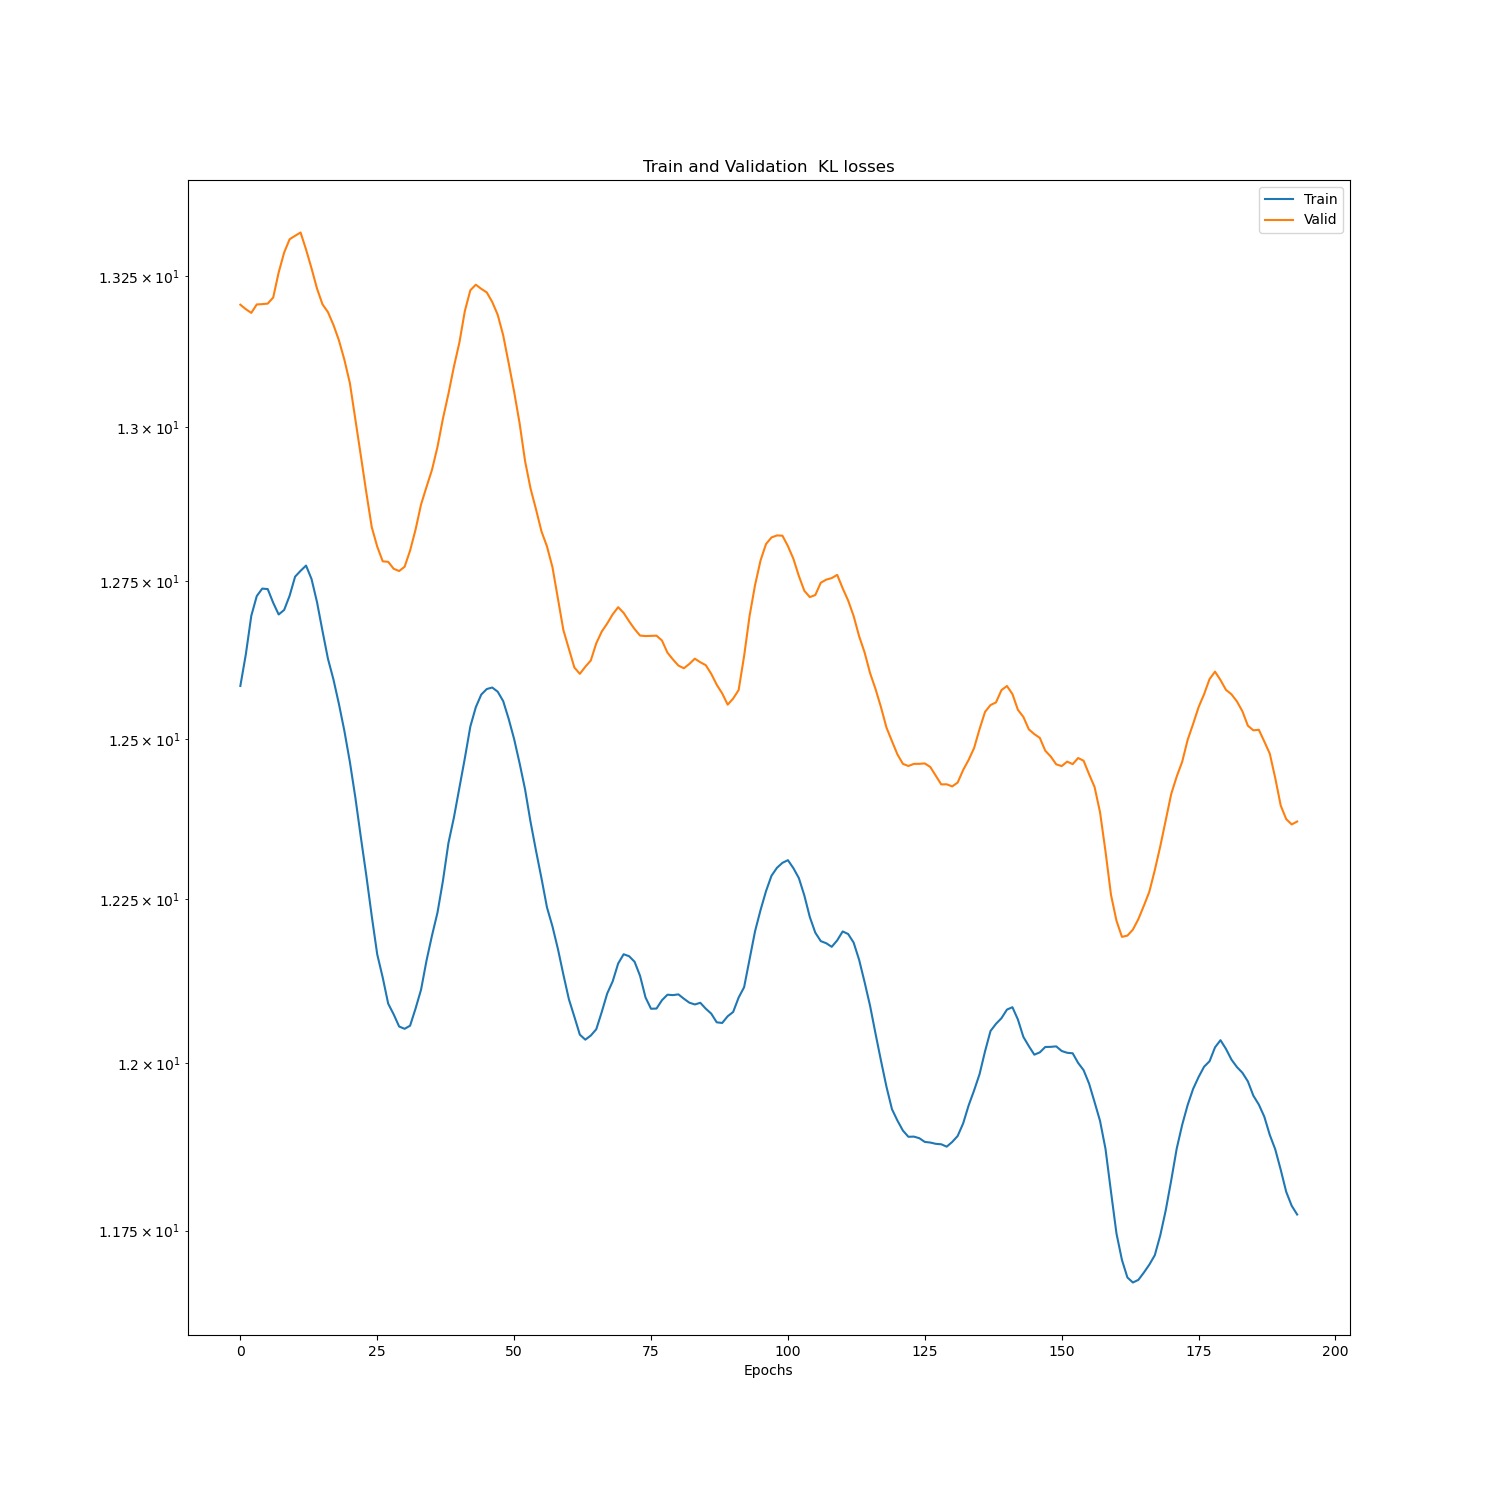 Train and Validation  KL losses
Train
Valid
1.325 × 10¹
1.3 × 10¹
1.275 × 10¹
1.25 × 10¹
1.225 × 10¹
1.2 × 10¹
1.175 × 10¹
0 25 50 75 100 125 150 175 200
Epochs